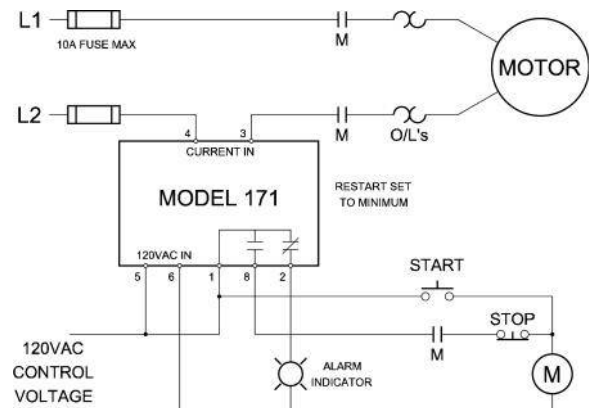 L1
10A FUSE MAX
M
MOTOR
L2
M
O/L's
4
3
CURRENT IN
MODEL 171
RESTART SET
TO MINIMUM
120VAC IN
5
6
1
8
2
START
STOP
M
120VAC
CONTROL
VOLTAGE
ALARM
INDICATOR
M